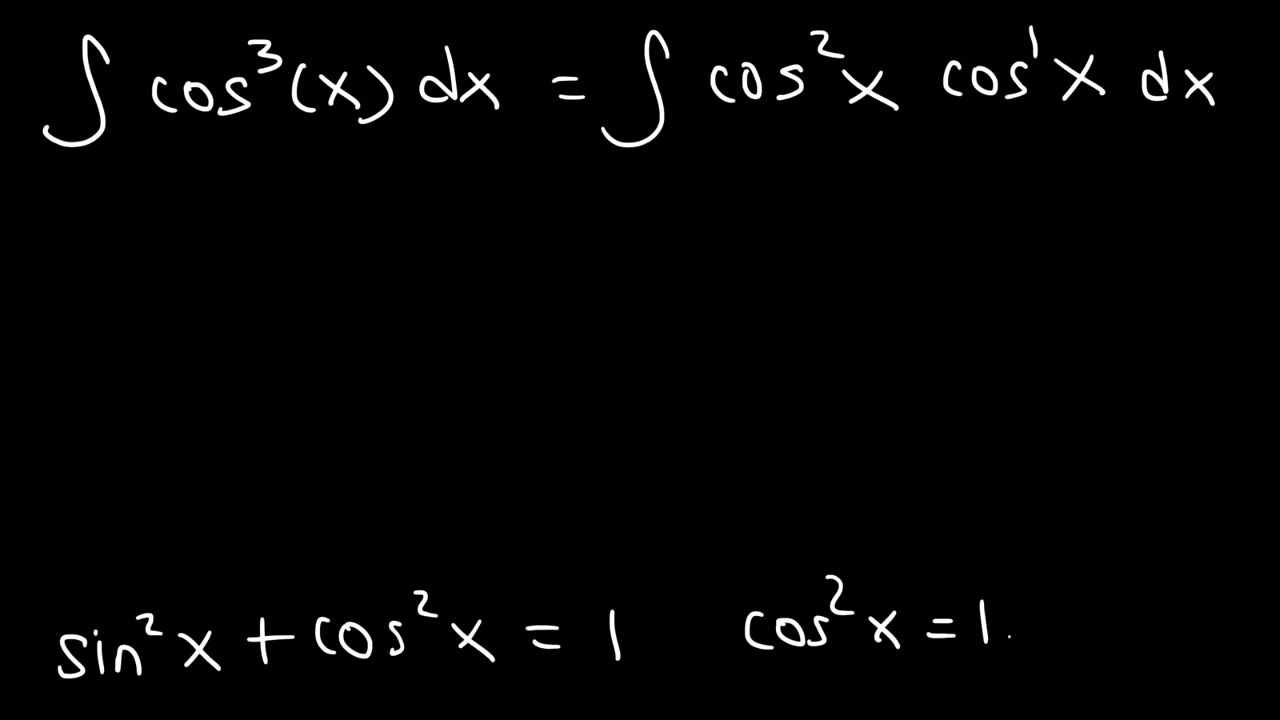 ∫ cos³(x) dx = ∫ cos²x cos¹x dx
sin²x + cos²x = 1 cos²x = 1.